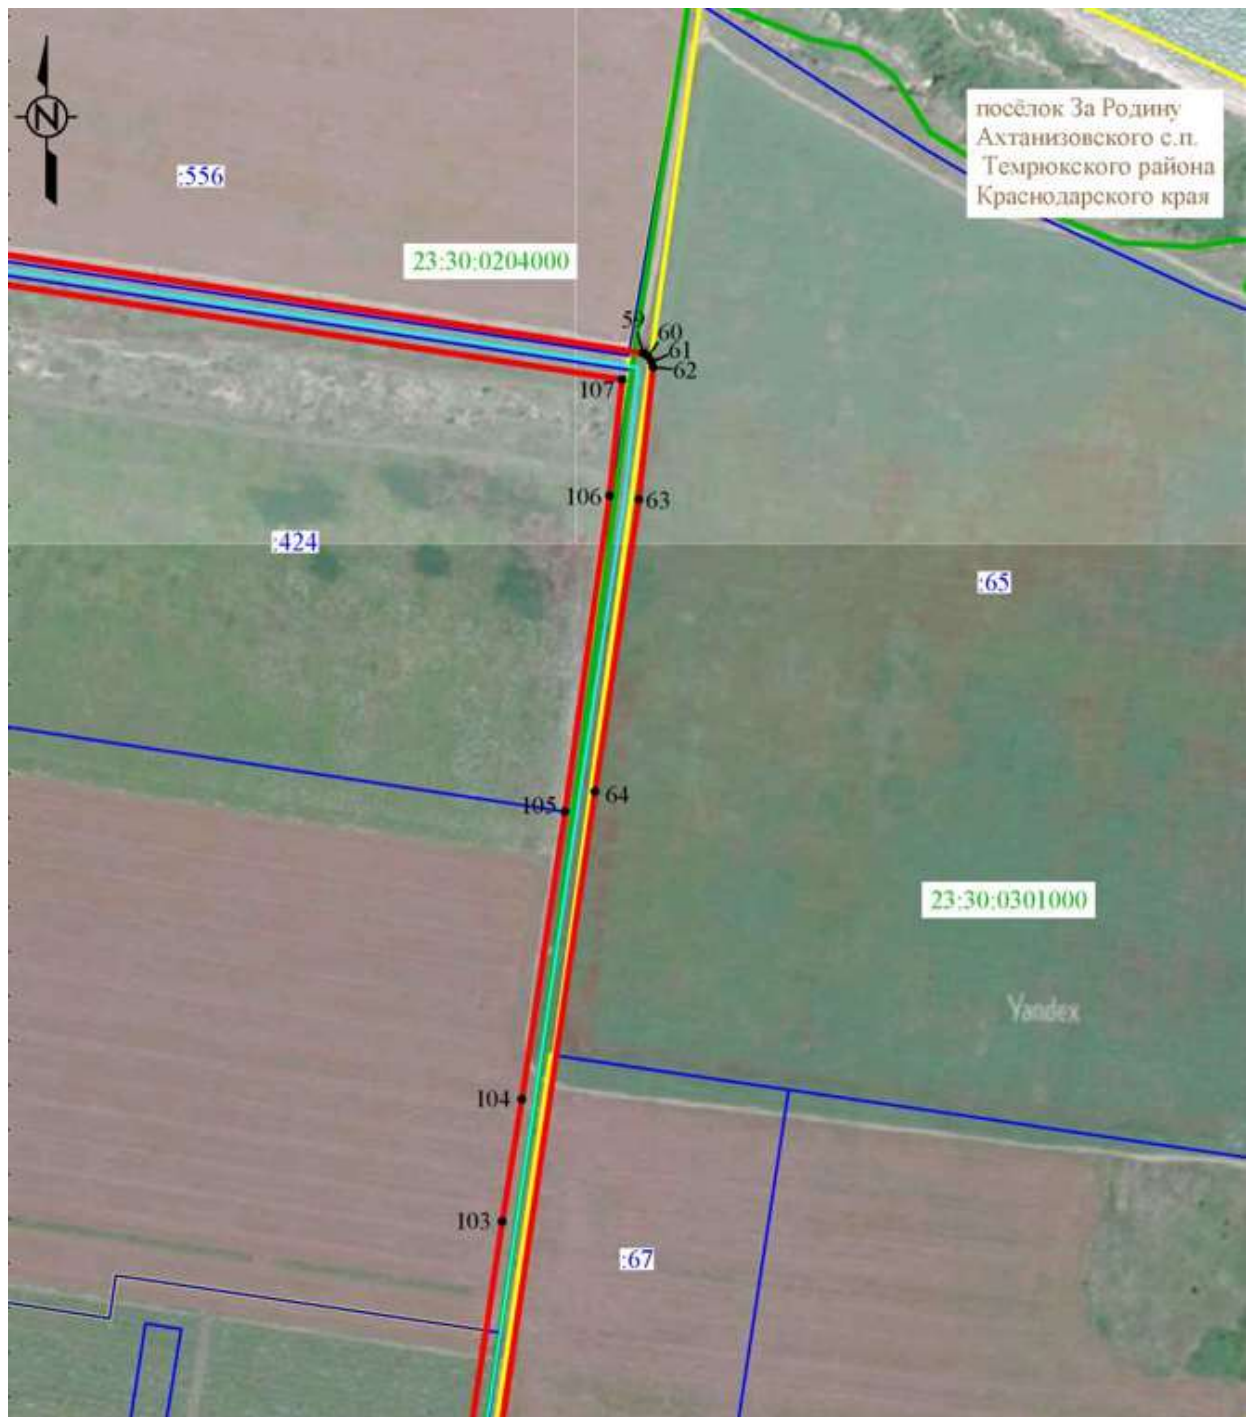 посёлок За Родину
Ахтанизовского с.п.
Темрюкского района
Краснодарского края
N
:556
23:30:0204000
59
60
61
62
107
106
63
:424
:65
105
64
23:30:0301000
Yandex
104
103
:67